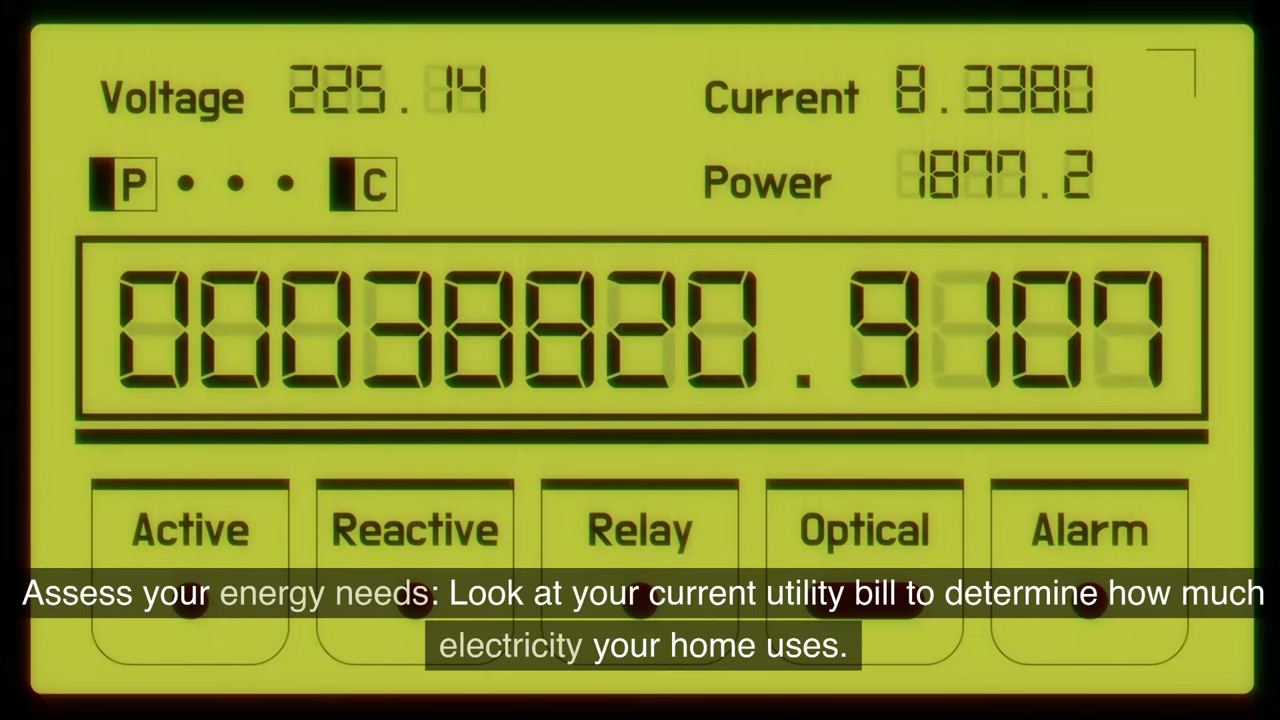 Voltage 225.14 Current 8.3380
P C Power 1877.2
00038820.9107
Active Reactive Relay Optical Alarm
Assess your energy needs: Look at your current utility bill to determine how much
electricity your home uses.